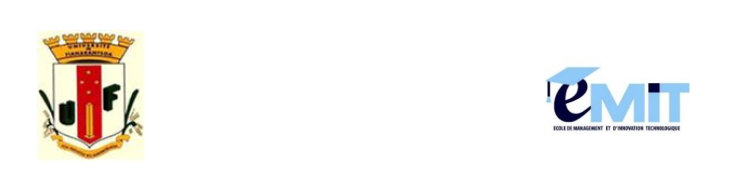 UNIVERSITE
DE
FIANARANTSOA
U F
eMiT
ECOLE DE MANAGEMENT ET D'INNOVATION TECHNOLOGIQUE